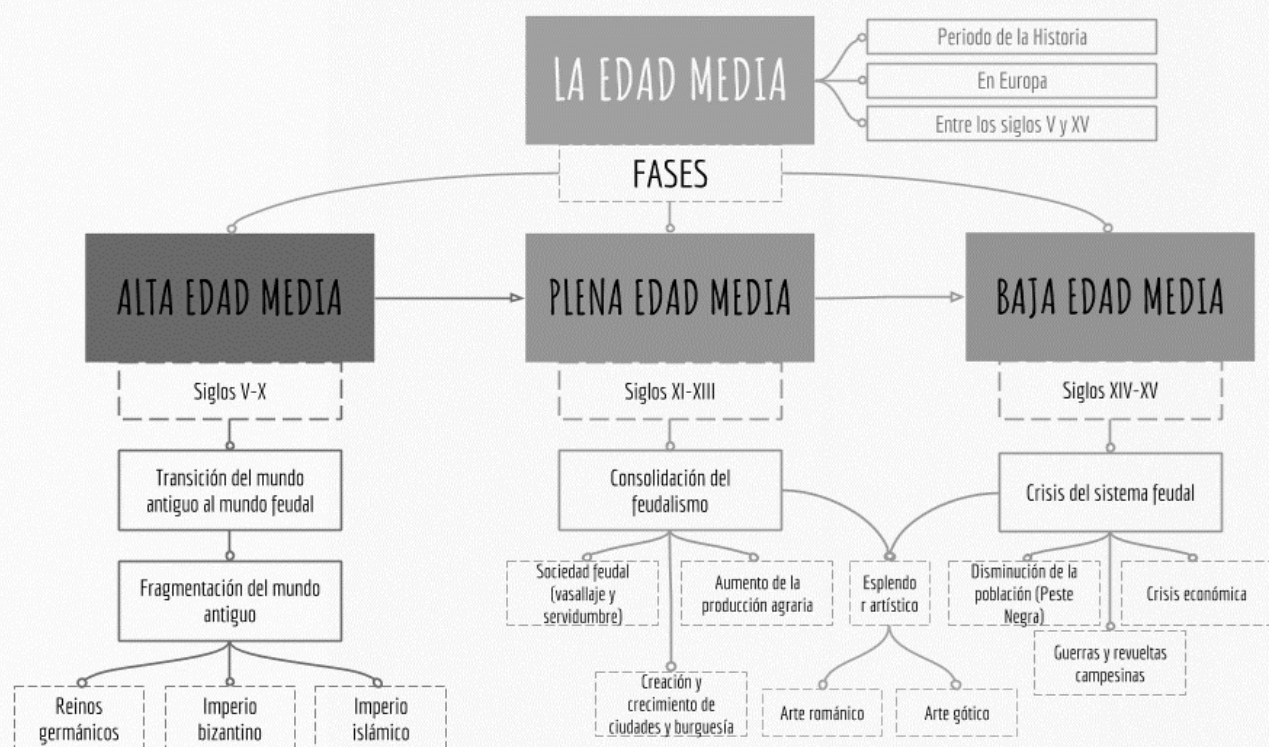 LA EDAD MEDIA
Periodo de la Historia
En Europa
Entre los siglos V y XV
FASES
ALTA EDAD MEDIA
PLENA EDAD MEDIA
BAJA EDAD MEDIA
Siglos V-X
Siglos XI-XIII
Siglos XIV-XV
Transición del mundo
antiguo al mundo feudal
Consolidación del
feudalismo
Crisis del sistema feudal
Fragmentación del mundo
antiguo
Sociedad feudal
(vasallaje y
servidumbre)
Aumento de la
producción agraria
Esplendo
r artístico
Disminución de la
población (Peste
Negra)
Crisis económica
Guerras y revueltas
campesinas
Creación y
crecimiento de
ciudades y burguesía
Arte románico
Arte gótico
Reinos
germánicos
Imperio
bizantino
Imperio
islámico